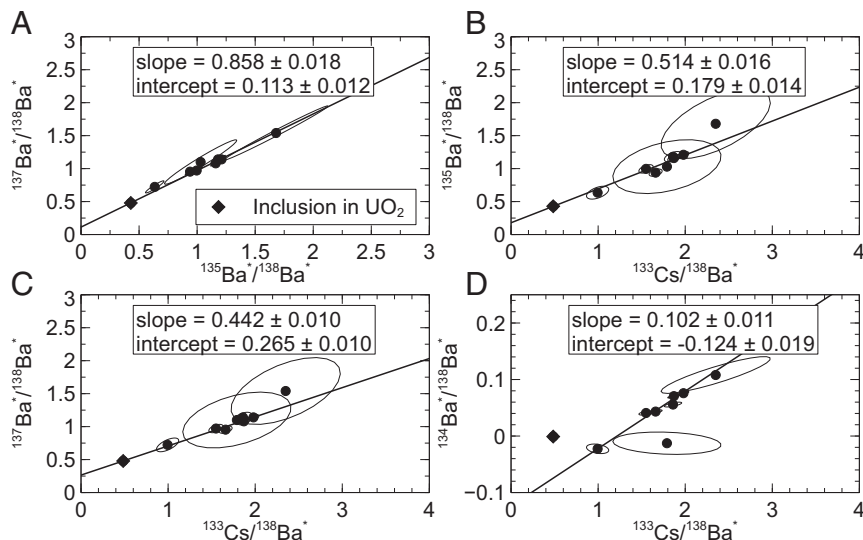 A
slope = 0.858 ± 0.018
intercept = 0.113 ± 0.012
◆ Inclusion in UO₂
¹³⁷Ba*/¹³⁸Ba*
3
2.5
2
1.5
1
0.5
0
0 0.5 1 1.5 2 2.5 3
¹³⁵Ba*/¹³⁸Ba*
B
slope = 0.514 ± 0.016
intercept = 0.179 ± 0.014
¹³⁵Ba*/¹³⁸Ba*
3
2.5
2
1.5
1
0.5
0
0 1 2 3 4
¹³³Cs/¹³⁸Ba*
C
slope = 0.442 ± 0.010
intercept = 0.265 ± 0.010
¹³⁷Ba*/¹³⁸Ba*
3
2.5
2
1.5
1
0.5
0
0 1 2 3 4
¹³³Cs/¹³⁸Ba*
D
slope = 0.102 ± 0.011
intercept = -0.124 ± 0.019
¹³⁴Ba*/¹³⁸Ba*
0.2
0.1
0
−0.1
0 1 2 3 4
¹³³Cs/¹³⁸Ba*